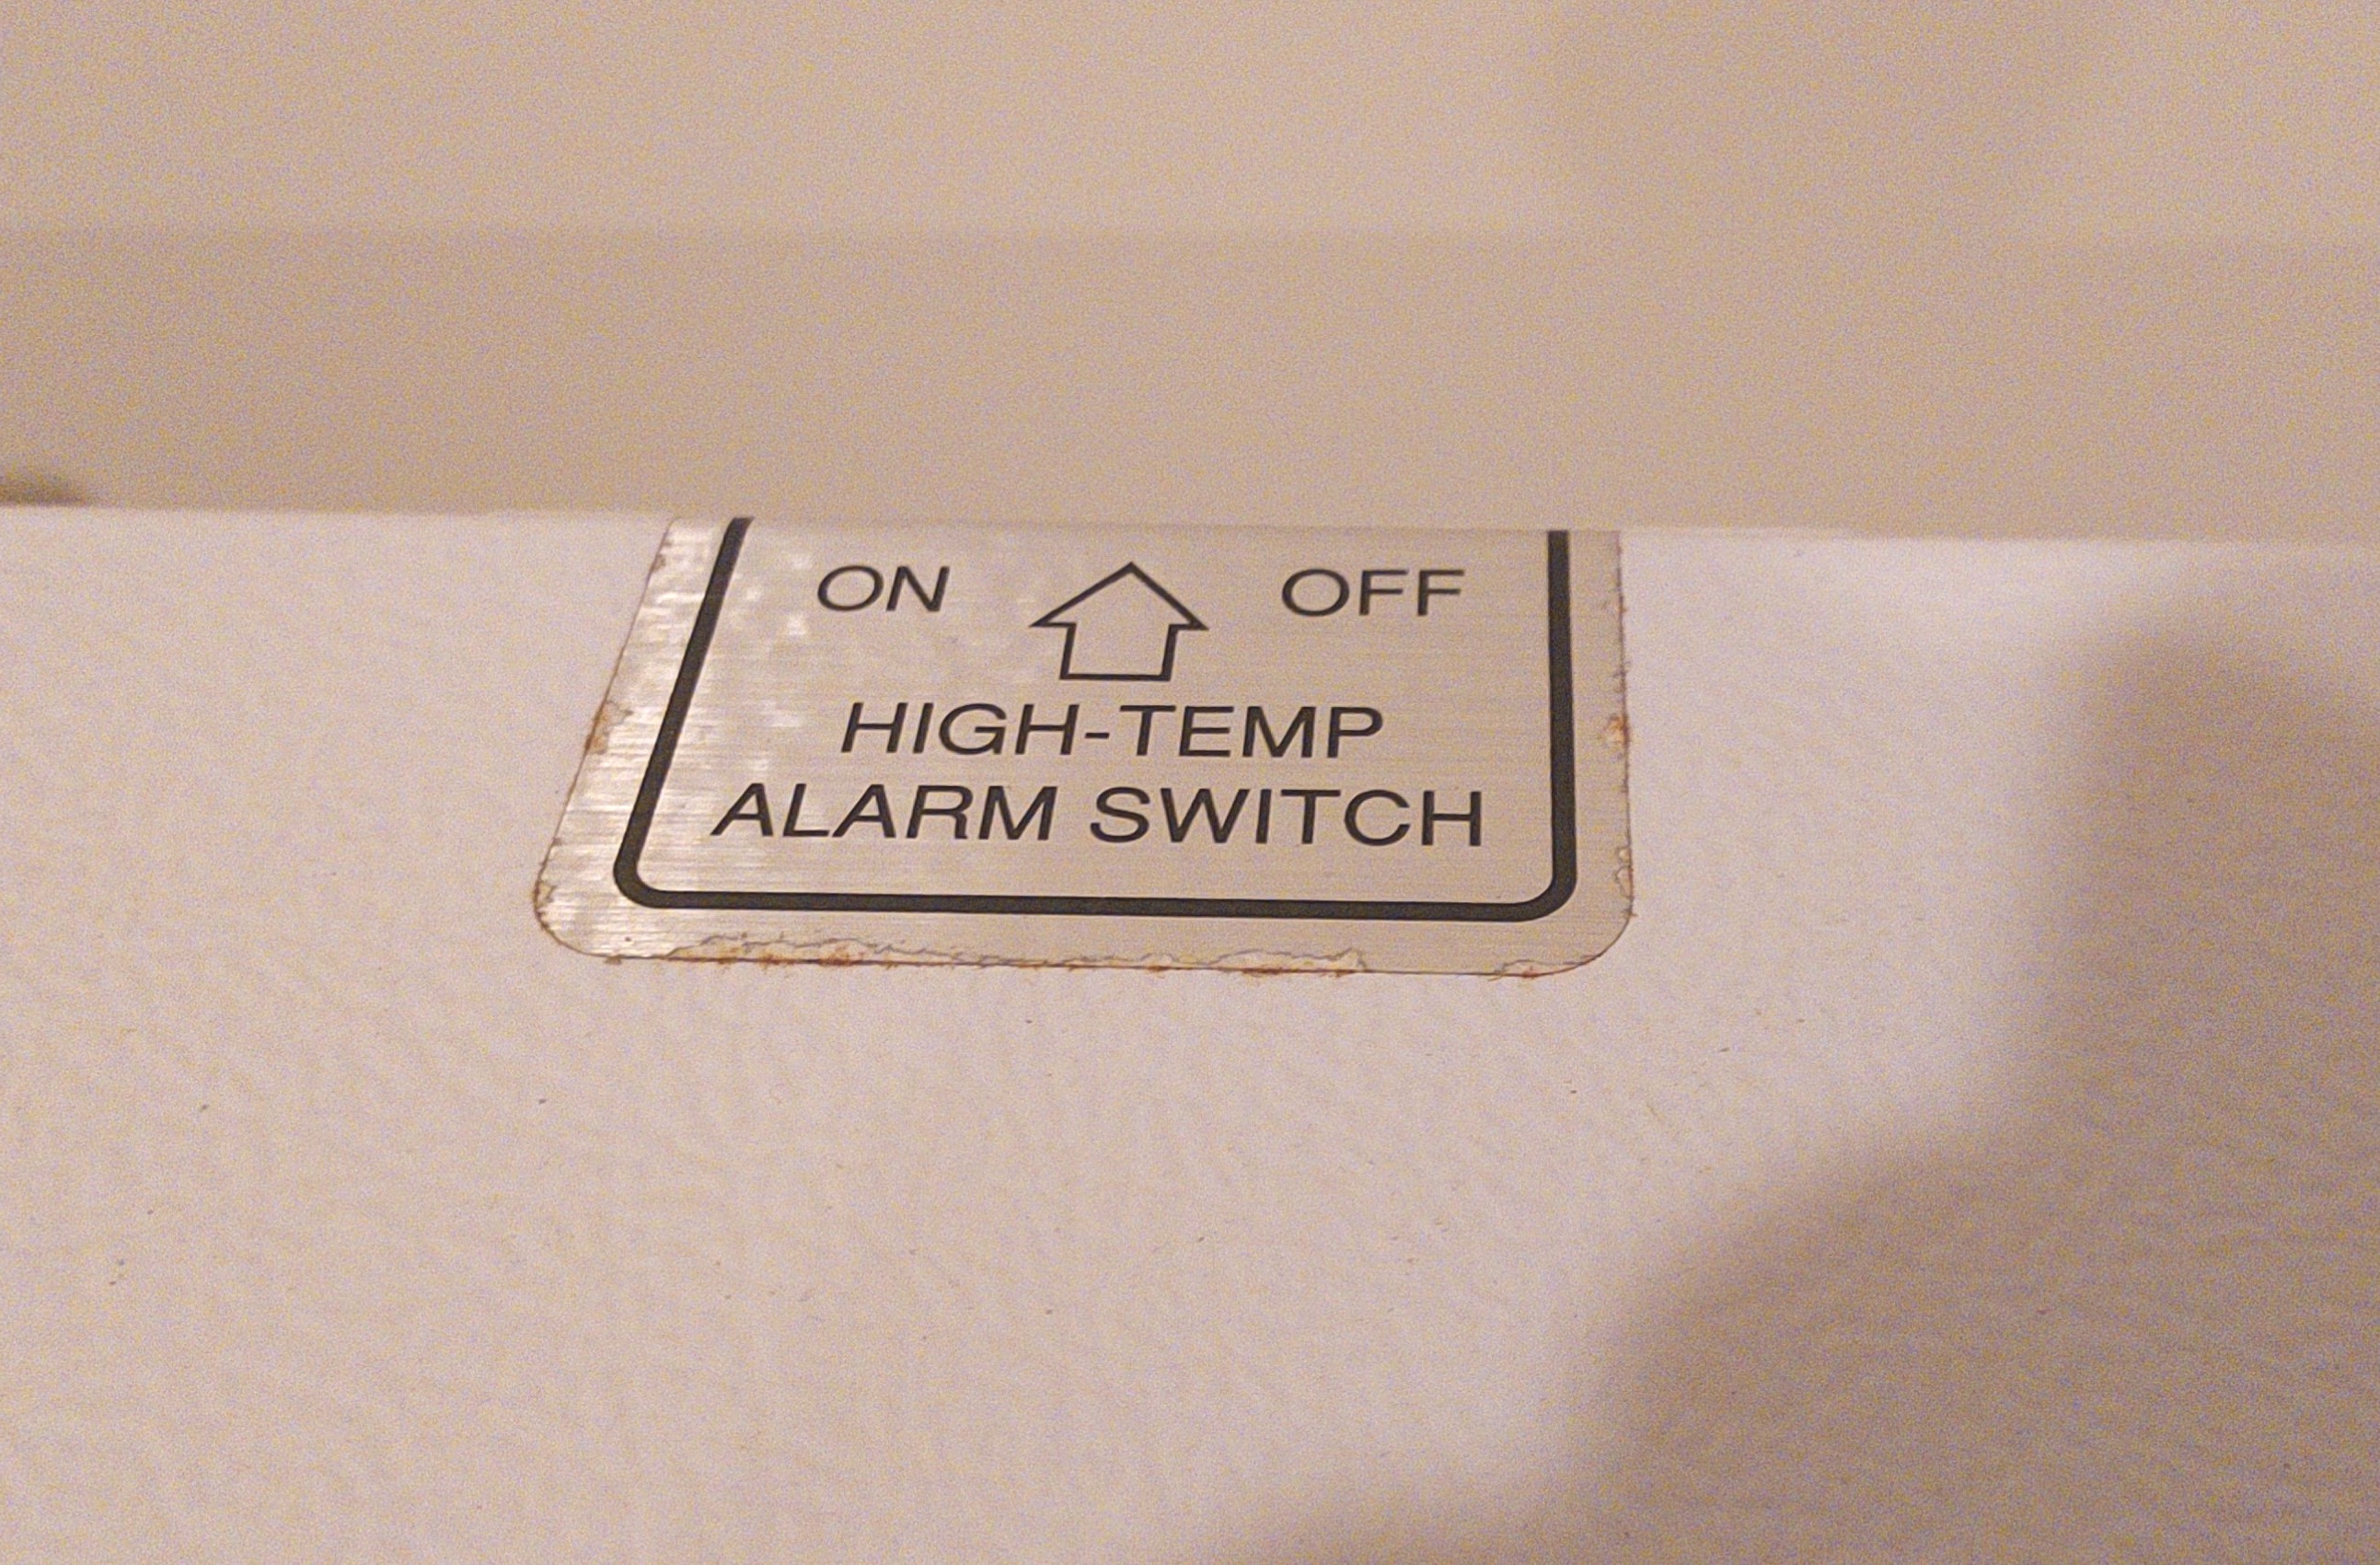 ON OFF
HIGH-TEMP
ALARM SWITCH